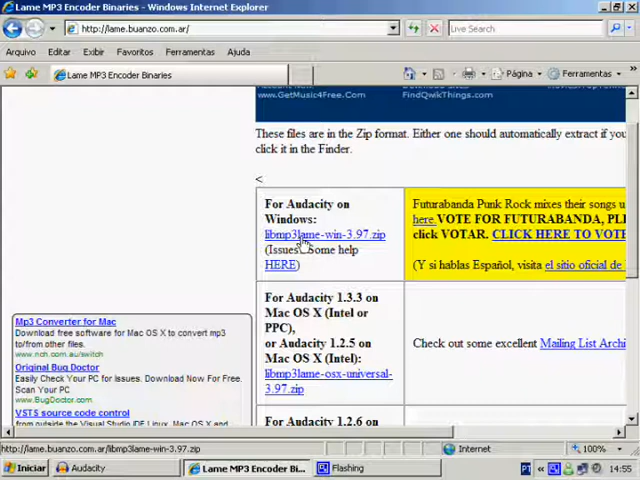 Lame MP3 Encoder Binaries - Windows Internet Explorer
http://lame.buanzo.com.ar/
Live Search
Arquivo Editar Exibir Favoritos Ferramentas Ajuda
Lame MP3 Encoder Binaries
Página
Ferramentas
www.GetMusic4Free.Com
FindQwikThings.com
These files are in the Zip format. Either one should automatically extract if you
click it in the Finder.
<
For Audacity on
Windows:
libmp3lame-win-3.97.zip
(Issues? Some help
HERE)
Futurabanda Punk Rock mixes their songs u
here. VOTE FOR FUTURABANDA, PL
click VOTAR. CLICK HERE TO VOTE
(Y si hablas Español, visita el sitio oficial de
For Audacity 1.3.3 on
Mac OS X (Intel or
PPC),
or Audacity 1.2.5 on
Mac OS X (Intel):
libmp3lame-osx-universal-
3.97.zip
Check out some excellent Mailing List Archi
For Audacity 1.2.6 on
Mp3 Converter for Mac
Download free software for Mac OS X to convert mp3
to/from other files.
www.nch.com.au/switch
Original Bug Doctor
Easily Check Your PC for Issues. Download Now For Free.
Scan Your PC
www.BugDoctor.com
VSTS source code control
from outside the Visual Studio IDE Linux, Mac OS X and
http://lame.buanzo.com.ar/libmp3lame-win-3.97.zip
Internet
100%
Iniciar
Audacity
Lame MP3 Encoder Bi...
Flashing
PT
14:55